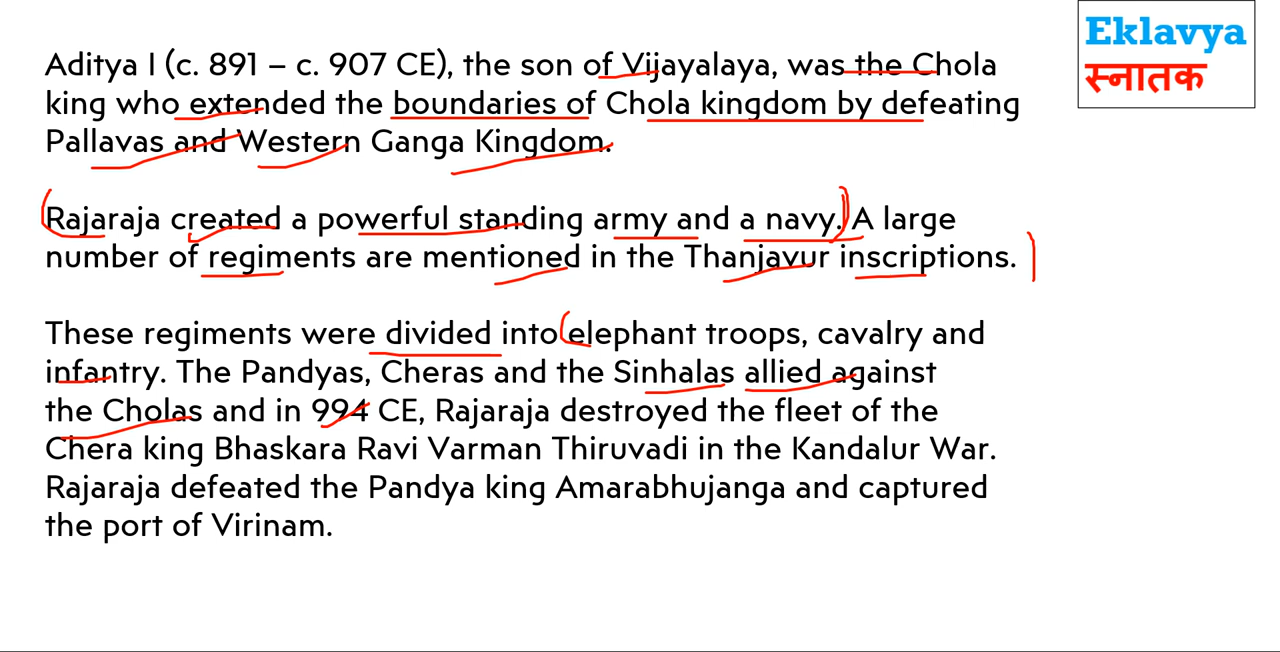 Eklavya
स्नातक
Aditya I (c. 891 – c. 907 CE), the son of Vijayalaya, was the Chola
king who extended the boundaries of Chola kingdom by defeating
Pallavas and Western Ganga Kingdom.
Rajaraja created a powerful standing army and a navy. A large
number of regiments are mentioned in the Thanjavur inscriptions.
These regiments were divided into elephant troops, cavalry and
infantry. The Pandyas, Cheras and the Sinhalas allied against
the Cholas and in 994 CE, Rajaraja destroyed the fleet of the
Chera king Bhaskara Ravi Varman Thiruvadi in the Kandalur War.
Rajaraja defeated the Pandya king Amarabhujanga and captured
the port of Virinam.